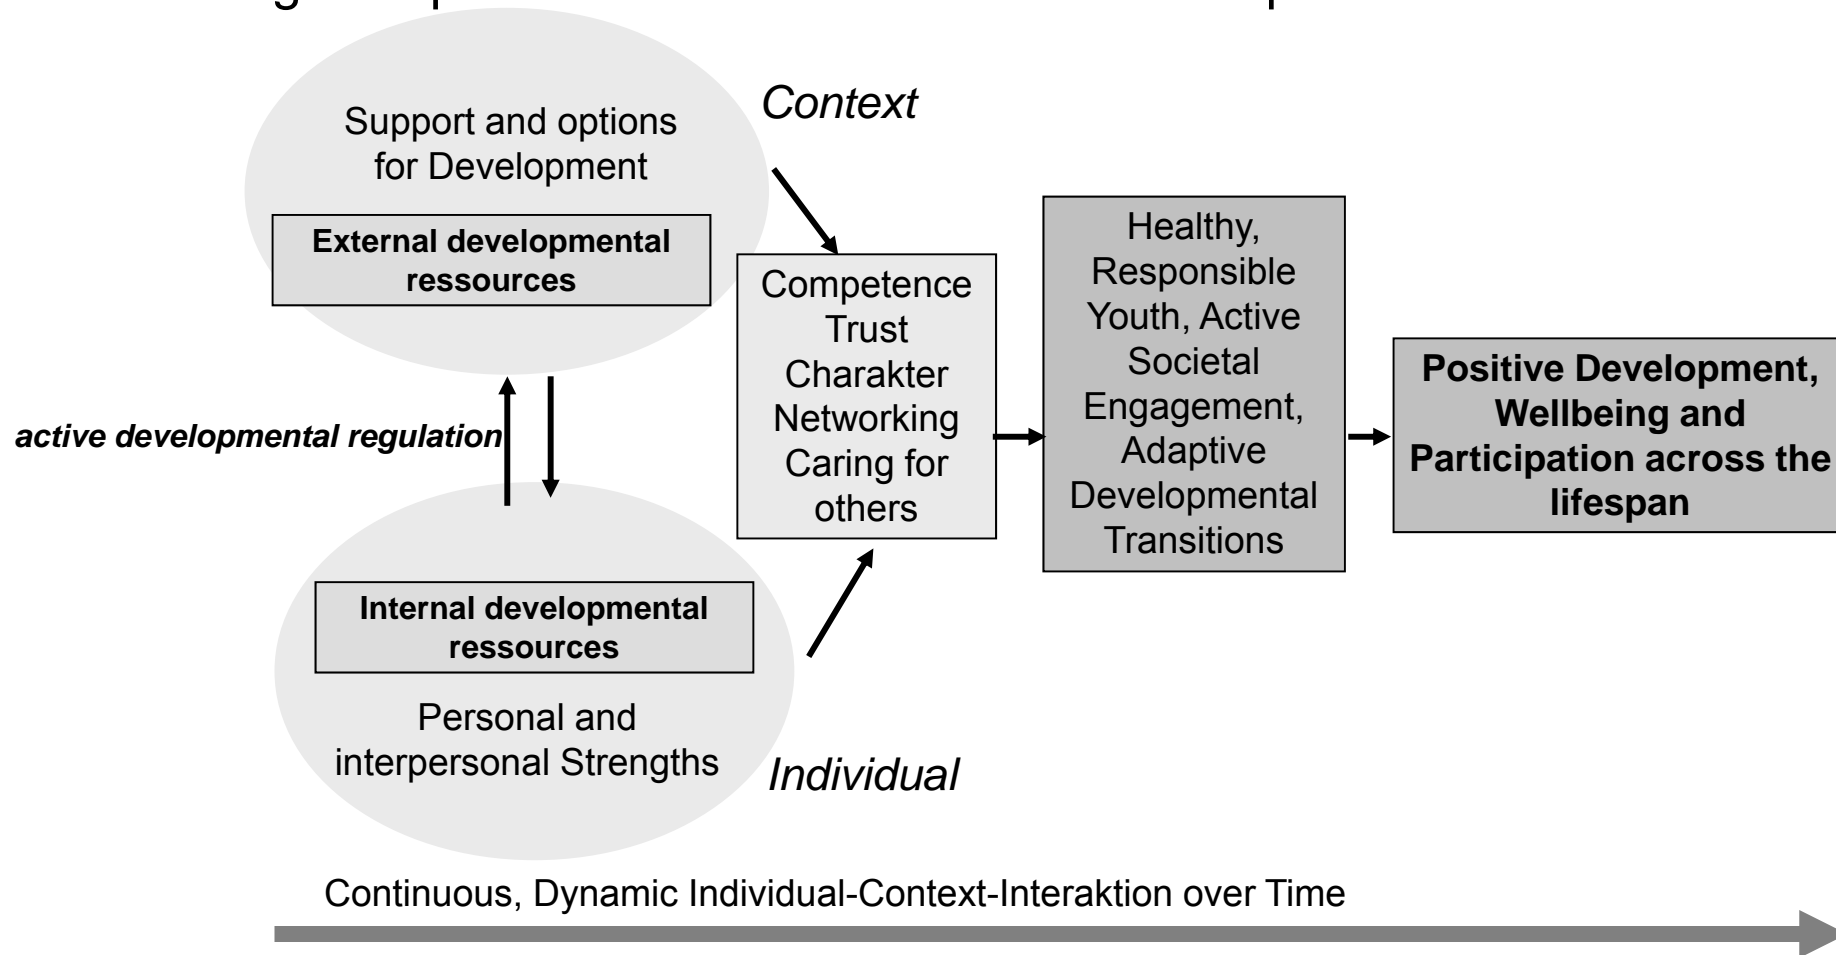 Context
Support and options
for Development
External developmental
ressources
active developmental regulation
Internal developmental
ressources
Personal and
interpersonal Strengths
Individual
Competence
Trust
Charakter
Networking
Caring for
others
Healthy,
Responsible
Youth, Active
Societal
Engagement,
Adaptive
Developmental
Transitions
Positive Development,
Wellbeing and
Participation across the
lifespan
Continuous, Dynamic Individual-Context-Interaktion over Time